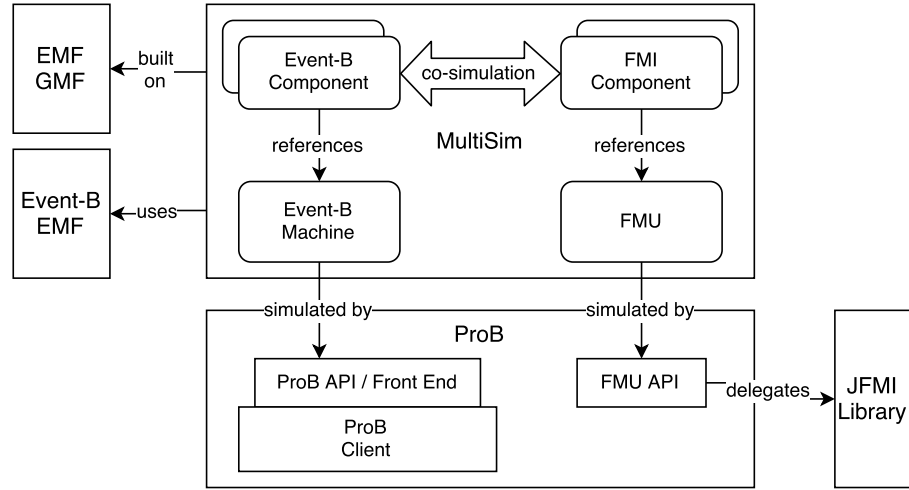 EMF
GMF
built
on
Event-B
Component
co-simulation
FMI
Component
references
MultiSim
references
Event-B
EMF
uses
Event-B
Machine
FMU
simulated by
simulated by
ProB
ProB API / Front End
FMU API
delegates
JFMI
Library
ProB
Client